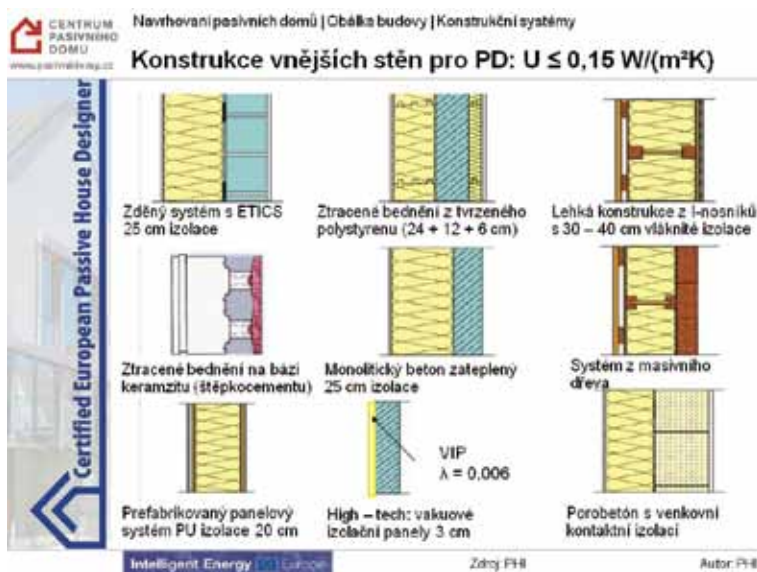 CENTRUM
PASIVNÍHO
DOMU
www.pasivnidomy.cz
Navrhovaní pasivních domů | Obálka budovy | Konstrukční systémy
Konstrukce vnějších stěn pro PD: U ≤ 0,15 W/(m²K)
Certified European Passive House Designer
Zděný systém s ETICS
25 cm izolace
Ztracené bednění z tvrzeného
polystyrenu (24 + 12 + 6 cm)
Lehká konstrukce z I-nosníků
s 30 – 40 cm vláknité izolace
Ztracené bednění na bázi
keramzitu (štěpkocementu)
Monolitický beton zateplený
25 cm izolace
Systém z masivního
dřeva
Prefabrikovaný panelový
systém PU izolace 20 cm
VIP
λ = 0,006
High – tech: vakuové
izolační panely 3 cm
Porobetón s venkovní
kontaktní izolací
Intelligent Energy Europe
Zdroj: PHI
Autor: PHI